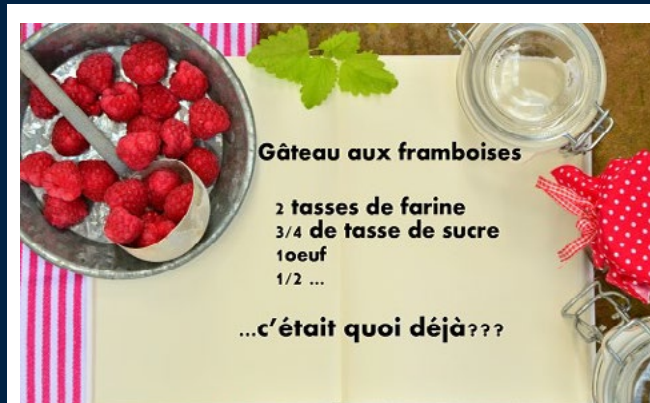 Gâteau aux framboises
2 tasses de farine
3/4 de tasse de sucre
1oeuf
1/2 ...
...c'était quoi déjà???